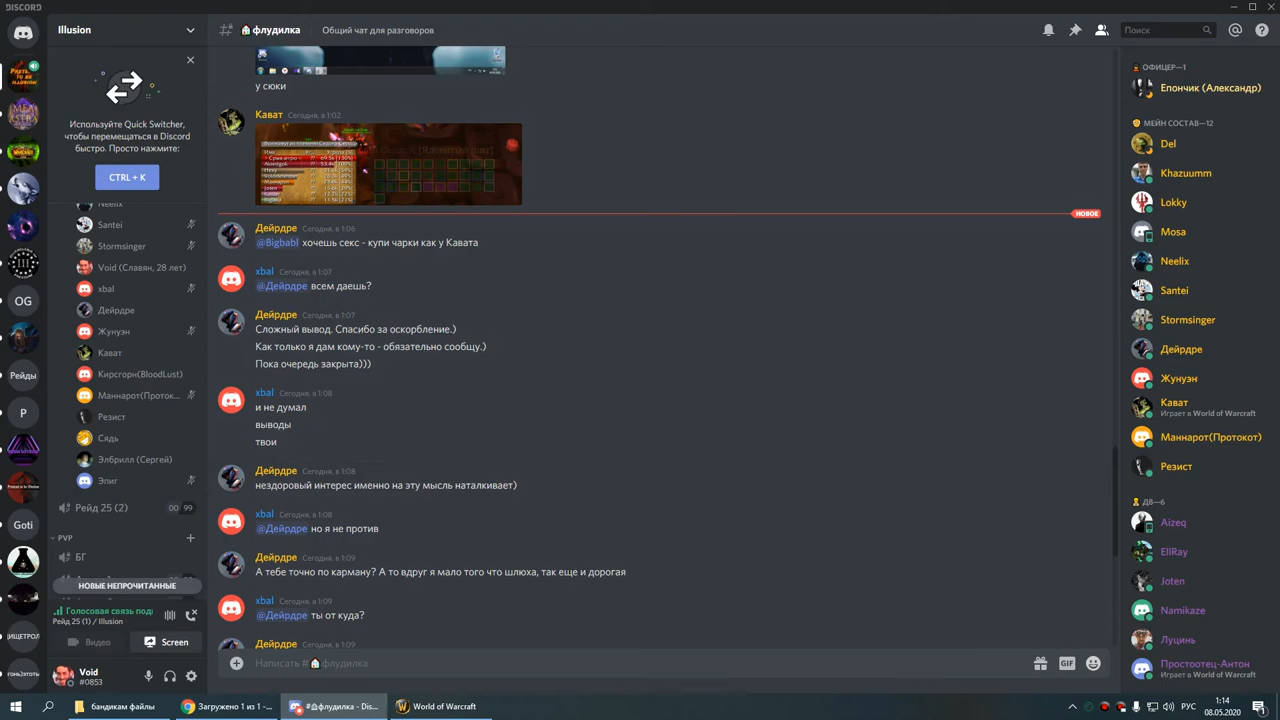 DISCORD
Illusion
флудилка
Общий чат для разговоров
Поиск
Используйте Quick Switcher,
чтобы перемещаться в Discord
быстро. Просто нажмите:
CTRL + K
Neelix
Santei
Stormsinger
Void (Славян, 28 лет)
xbal
Дейрдре
Жунуэн
Кават
Кирсгорн(BloodLust)
Маннарот(Проток...
Резист
Сядь
Элбрилл (Сергей)
Эпиг
Рейд 25 (2)
00 99
PVP
БГ
НОВЫЕ НЕПРОЧИТАННЫЕ
Голосовая связь под
Рейд 25 (1) / Illusion
Видео
Screen
Void
#0853
OG
Рейды
P
Goti
ИЩЕТРОЛ
у сюки
Кават Сегодня, в 1:02
НОВОЕ
Дейрдре Сегодня, в 1:06
@Bigbabl хочешь секс - купи чарки как у Кавата
xbal Сегодня, в 1:07
@Дейрдре всем даешь?
Дейрдре Сегодня, в 1:07
Сложный вывод. Спасибо за оскорбление.)
Как только я дам кому-то - обязательно сообщу.)
Пока очередь закрыта)))
xbal Сегодня, в 1:08
и не думал
выводы
твои
Дейрдре Сегодня, в 1:08
нездоровый интерес именно на эту мысль наталкивает)
xbal Сегодня, в 1:08
@Дейрдре но я не против
Дейрдре Сегодня, в 1:09
А тебе точно по карману? А то вдруг я мало того что шлюха, так еще и дорогая
xbal Сегодня, в 1:09
@Дейрдре ты от куда?
Дейрдре Сегодня, в 1:09
Написать #флудилка
GIF
ОФИЦЕР—1
Епончик (Александр)
МЕЙН СОСТАВ—12
Del
Khazuumm
Lokky
Mosa
Neelix
Santei
Stormsinger
Дейрдре
Жунуэн
Кават
Играет в World of Warcraft
Маннарот(Протокот)
Резист
ДВ—6
Aizeq
EllRay
Joten
Namikaze
Луцинь
Простоотец-Антон
Играет в World of Warcraft
бандикам файлы
Загружено 1 из 1 -...
флудилка - Dis...
World of Warcraft
РУС
1:14
08.05.2020